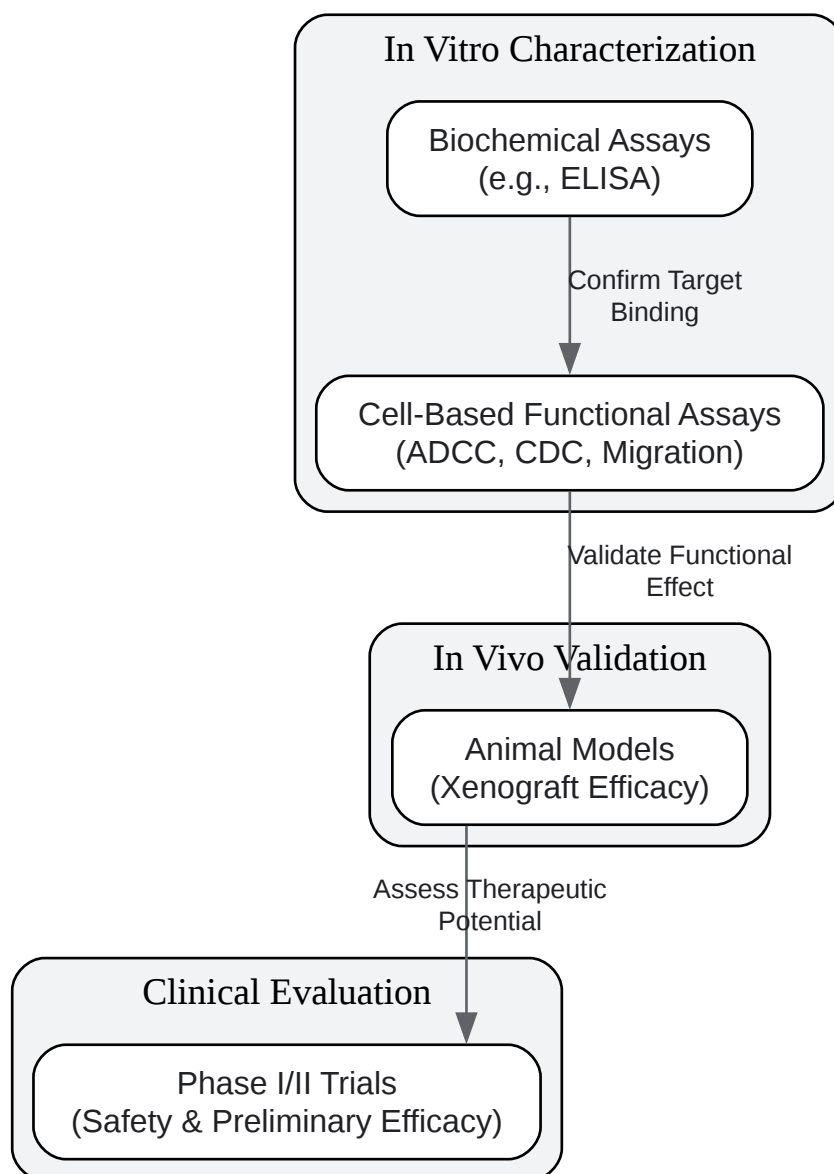 In Vitro Characterization
Biochemical Assays
(e.g., ELISA)
Confirm Target
Binding
Cell-Based Functional Assays
(ADCC, CDC, Migration)
Validate Functional
Effect
In Vivo Validation
Animal Models
(Xenograft Efficacy)
Assess Therapeutic
Potential
Clinical Evaluation
Phase I/II Trials
(Safety & Preliminary Efficacy)